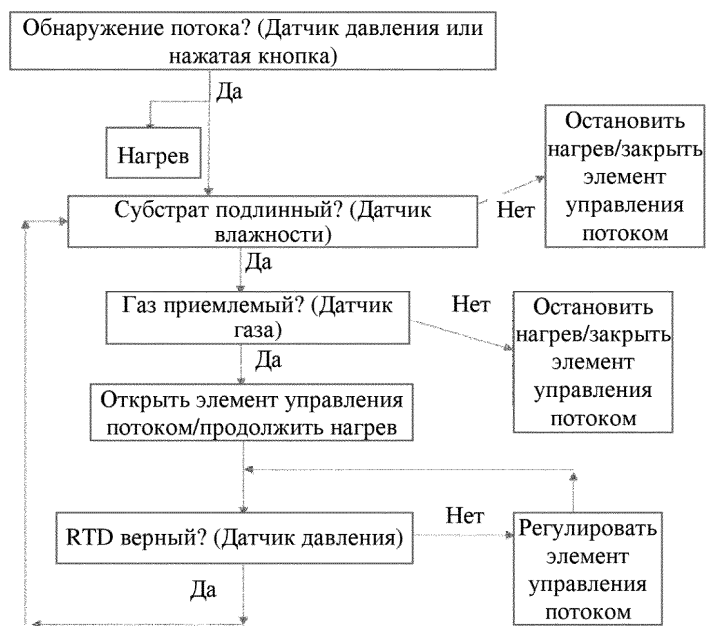 Обнаружение потока? (Датчик давления или
нажатая кнопка)
Да
Нагрев
Остановить
нагрев/закрыть
элемент
управления
потоком
Субстрат подлинный? (Датчик
влажности)
Нет
Да
Газ приемлемый? (Датчик
газа)
Нет
Остановить
нагрев/закрыть
элемент
управления
потоком
Да
Открыть элемент управления
потоком/продолжить нагрев
RTD верный? (Датчик давления)
Нет
Регулировать
элемент
управления
потоком
Да